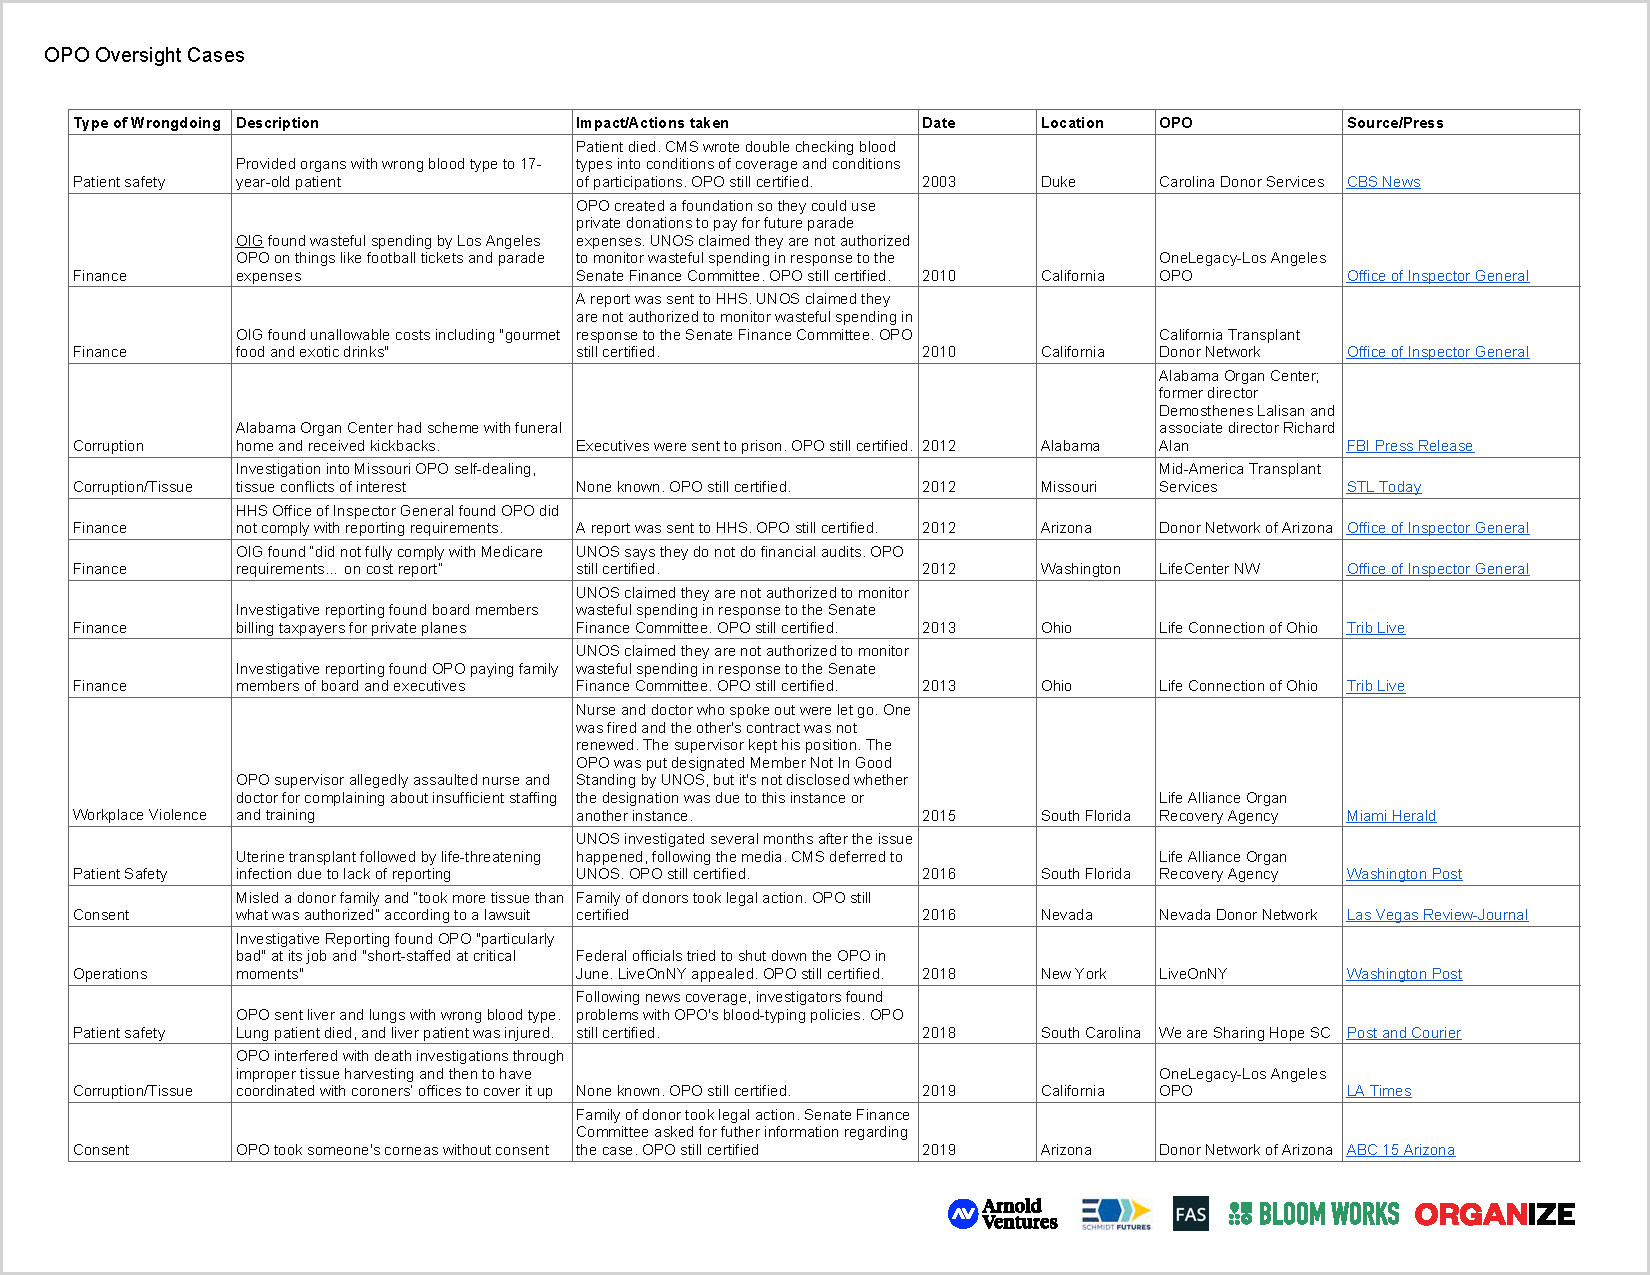 OPO Oversight Cases
Type of Wrongdoing Description Impact/Actions taken Date Location OPO Source/Press
Patient safety
Provided organs with wrong blood type to 17-
year-old patient
Patient died. CMS wrote double checking blood
types into conditions of coverage and conditions
of participations. OPO still certified.
2003
Duke
Carolina Donor Services
CBS News
Finance
OIG found wasteful spending by Los Angeles
OPO on things like football tickets and parade
expenses
OPO created a foundation so they could use
private donations to pay for future parade
expenses. UNOS claimed they are not authorized
to monitor wasteful spending in response to the
Senate Finance Committee. OPO still certified.
2010
California
OneLegacy-Los Angeles
OPO
Office of Inspector General
Finance
OIG found unallowable costs including "gourmet
food and exotic drinks"
A report was sent to HHS. UNOS claimed they
are not authorized to monitor wasteful spending in
response to the Senate Finance Committee. OPO
still certified.
2010
California
California Transplant
Donor Network
Office of Inspector General
Corruption
Alabama Organ Center had scheme with funeral
home and received kickbacks.
Executives were sent to prison. OPO still certified.
2012
Alabama
Alabama Organ Center;
former director
Demosthenes Lalisan and
associate director Richard
Alan
FBI Press Release
Corruption/Tissue
Investigation into Missouri OPO self-dealing,
tissue conflicts of interest
None known. OPO still certified.
2012
Missouri
Mid-America Transplant
Services
STL Today
Finance
HHS Office of Inspector General found OPO did
not comply with reporting requirements.
A report was sent to HHS. OPO still certified.
2012
Arizona
Donor Network of Arizona
Office of Inspector General
Finance
OIG found “did not fully comply with Medicare
requirements... on cost report”
UNOS says they do not do financial audits. OPO
still certified.
2012
Washington
LifeCenter NW
Office of Inspector General
Finance
Investigative reporting found board members
billing taxpayers for private planes
UNOS claimed they are not authorized to monitor
wasteful spending in response to the Senate
Finance Committee. OPO still certified.
2013
Ohio
Life Connection of Ohio
Trib Live
Finance
Investigative reporting found OPO paying family
members of board and executives
UNOS claimed they are not authorized to monitor
wasteful spending in response to the Senate
Finance Committee. OPO still certified.
2013
Ohio
Life Connection of Ohio
Trib Live
Workplace Violence
OPO supervisor allegedly assaulted nurse and
doctor for complaining about insufficient staffing
and training
Nurse and doctor who spoke out were let go. One
was fired and the other's contract was not
renewed. The supervisor kept his position. The
OPO was put designated Member Not In Good
Standing by UNOS, but it's not disclosed whether
the designation was due to this instance or
another instance.
2015
South Florida
Life Alliance Organ
Recovery Agency
Miami Herald
Patient Safety
Uterine transplant followed by life-threatening
infection due to lack of reporting
UNOS investigated several months after the issue
happened, following the media. CMS deferred to
UNOS. OPO still certified.
2016
South Florida
Life Alliance Organ
Recovery Agency
Washington Post
Consent
Misled a donor family and “took more tissue than
what was authorized” according to a lawsuit
Family of donors took legal action. OPO still
certified
2016
Nevada
Nevada Donor Network
Las Vegas Review-Journal
Operations
Investigative Reporting found OPO "particularly
bad" at its job and "short-staffed at critical
moments"
Federal officials tried to shut down the OPO in
June. LiveOnNY appealed. OPO still certified.
2018
New York
LiveOnNY
Washington Post
Patient safety
OPO sent liver and lungs with wrong blood type.
Lung patient died, and liver patient was injured.
Following news coverage, investigators found
problems with OPO's blood-typing policies. OPO
still certified.
2018
South Carolina
We are Sharing Hope SC
Post and Courier
Corruption/Tissue
OPO interfered with death investigations through
improper tissue harvesting and then to have
coordinated with coroners’ offices to cover it up
None known. OPO still certified.
2019
California
OneLegacy-Los Angeles
OPO
LA Times
Consent
OPO took someone's corneas without consent
Family of donor took legal action. Senate Finance
Committee asked for futher information regarding
the case. OPO still certified
2019
Arizona
Donor Network of Arizona
ABC 15 Arizona
AV Arnold
Ventures
SCHMIDT FUTURES
FAS
BLOOM WORKS
ORGANIZE